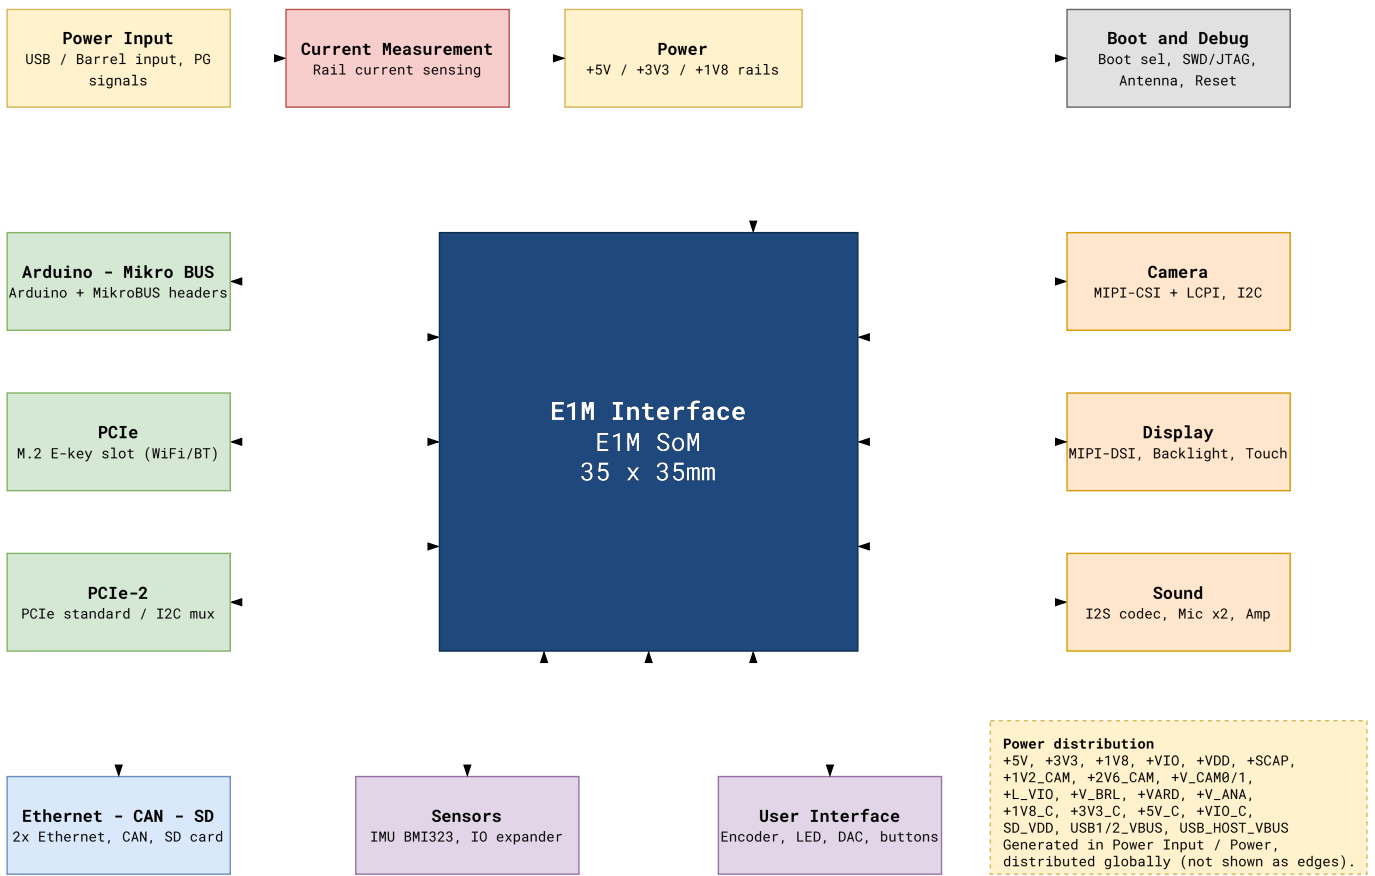 Power Input
USB / Barrel input, PG
signals
Current Measurement
Rail current sensing
Power
+5V / +3V3 / +1V8 rails
Boot and Debug
Boot sel, SWD/JTAG,
Antenna, Reset
Arduino - Mikro BUS
Arduino + MikroBUS headers
E1M Interface
E1M SoM
35 x 35mm
Camera
MIPI-CSI + LCPI, I2C
PCIe
M.2 E-key slot (WiFi/BT)
Display
MIPI-DSI, Backlight, Touch
PCIe-2
PCIe standard / I2C mux
Sound
I2S codec, Mic x2, Amp
Ethernet - CAN - SD
2x Ethernet, CAN, SD card
Sensors
IMU BMI323, IO expander
User Interface
Encoder, LED, DAC, buttons
Power distribution
+5V, +3V3, +1V8, +VIO, +VDD, +SCAP,
+1V2_CAM, +2V6_CAM, +V_CAM0/1,
+L_VIO, +V_BRL, +VARD, +V_ANA,
+1V8_C, +3V3_C, +5V_C, +VIO_C,
SD_VDD, USB1/2_VBUS, USB_HOST_VBUS
Generated in Power Input / Power,
distributed globally (not shown as edges).